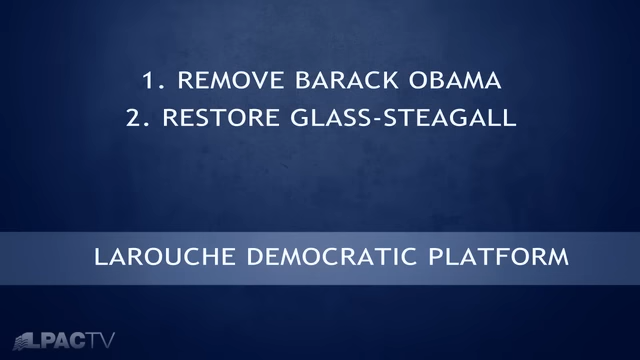 1. REMOVE BARACK OBAMA
2. RESTORE GLASS-STEAGALL
LAROUCHE DEMOCRATIC PLATFORM
LPACTV